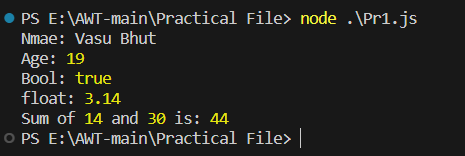 PS E:\AWT-main\Practical File> node .\Pr1.js
Nmae: Vasu Bhut
Age: 19
Bool: true
float: 3.14
Sum of 14 and 30 is: 44
PS E:\AWT-main\Practical File>